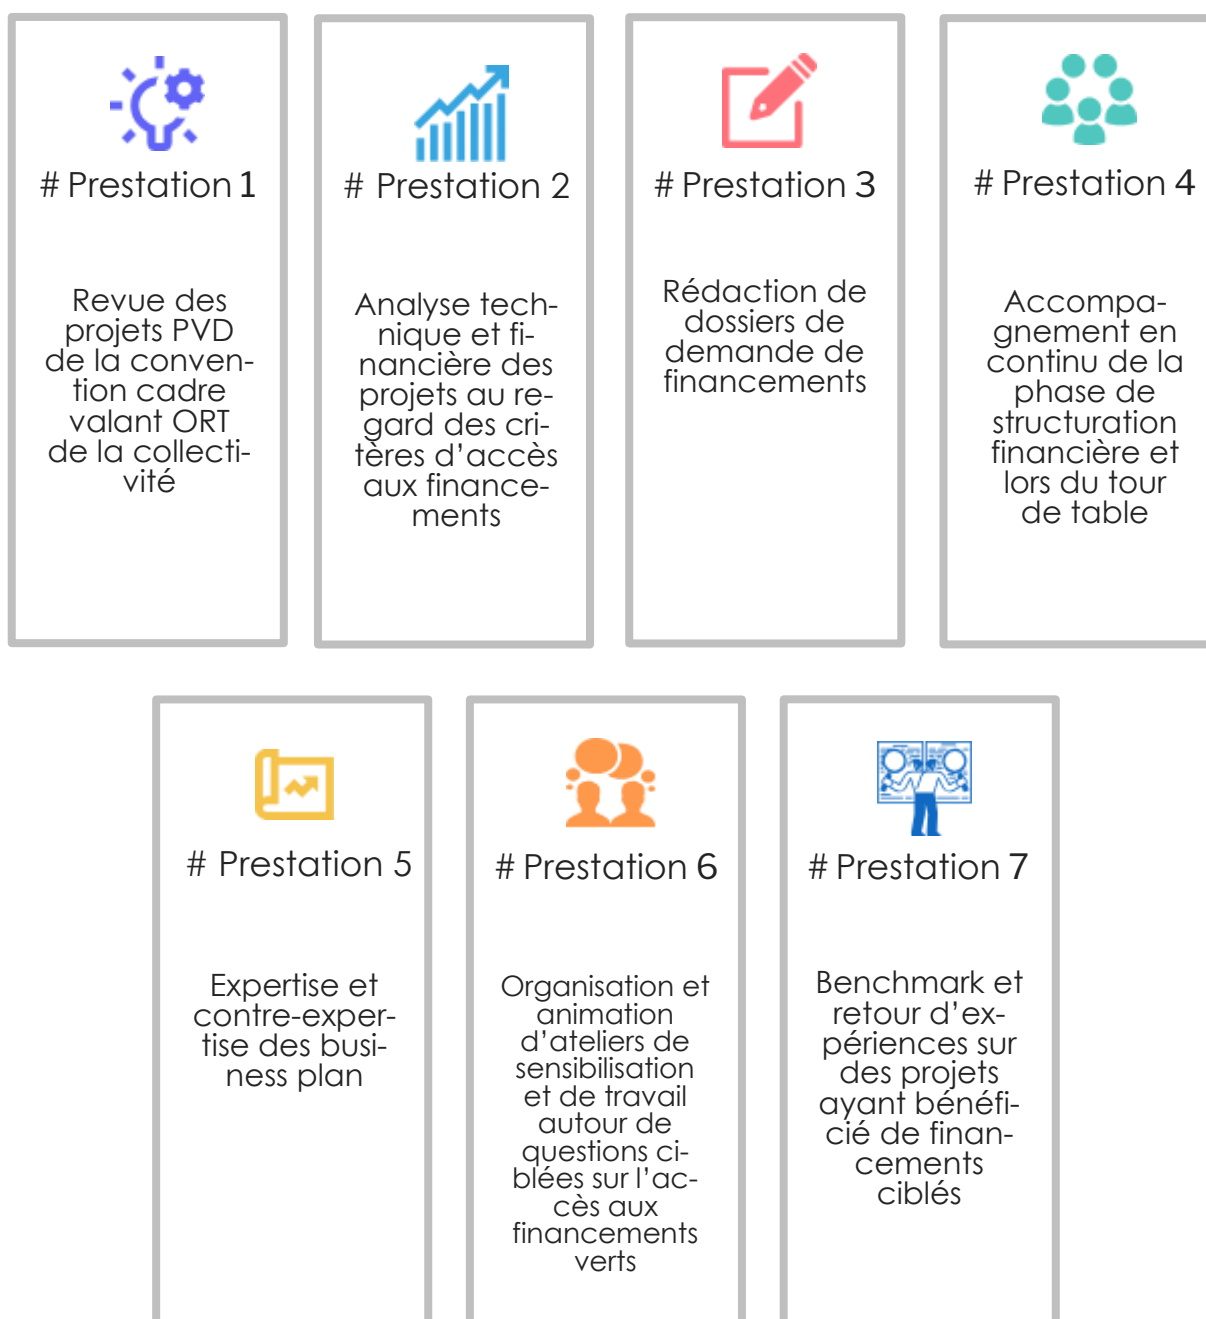 # Prestation 1
Revue des
projets PVD
de la conven-
tion cadre
valant ORT
de la collecti-
vité
# Prestation 2
Analyse tech-
nique et fi-
nancière des
projets au re-
gard des cri-
tères d’accès
aux finance-
ments
# Prestation 3
Rédaction de
dossiers de
demande de
financements
# Prestation 4
Accompa-
gnement en
continu de la
phase de
structuration
financière et
lors du tour
de table
# Prestation 5
Expertise et
contre-exper-
tise des busi-
ness plan
# Prestation 6
Organisation et
animation
d’ateliers de
sensibilisation
et de travail
autour de
questions ci-
blées sur l’ac-
cès aux
financements
verts
# Prestation 7
Benchmark et
retour d’ex-
périences sur
des projets
ayant bénéfi-
cié de finan-
cements
ciblés